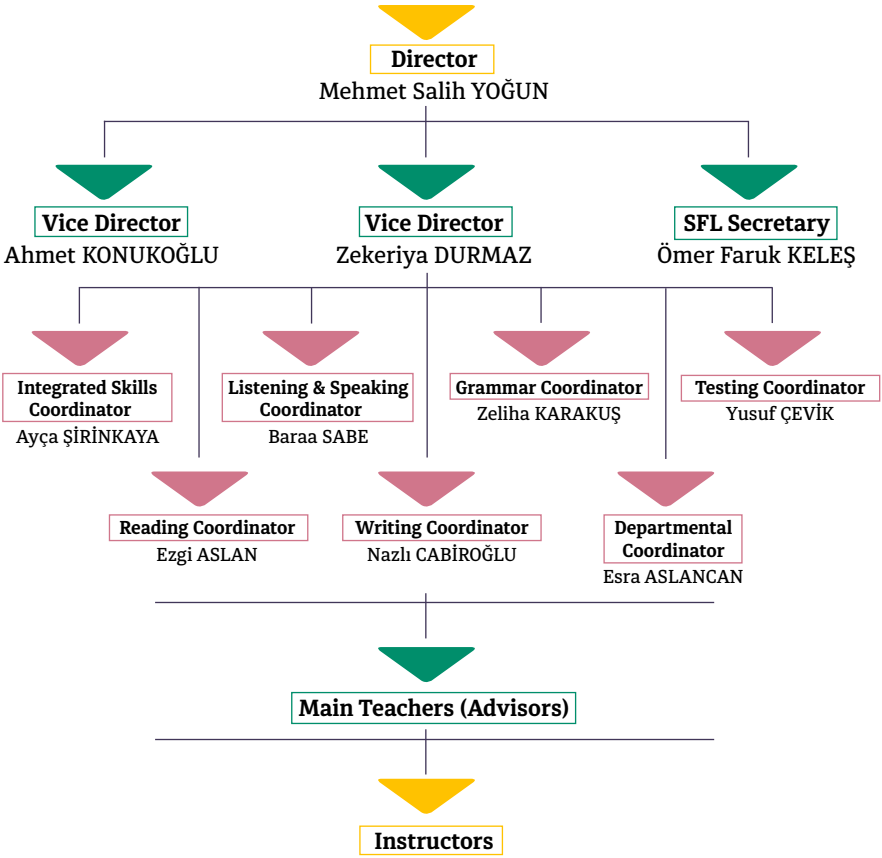 Director
Mehmet Salih YOĞUN
Vice Director
Ahmet KONUKOĞLU
Vice Director
Zekeriya DURMAZ
SFL Secretary
Ömer Faruk KELEŞ
Integrated Skills
Coordinator
Ayça ŞİRİNKAYA
Listening & Speaking
Coordinator
Baraa SABE
Grammar Coordinator
Zeliha KARAKUŞ
Testing Coordinator
Yusuf ÇEVİK
Reading Coordinator
Ezgi ASLAN
Writing Coordinator
Nazlı CABİROĞLU
Departmental
Coordinator
Esra ASLANCAN
Main Teachers (Advisors)
Instructors